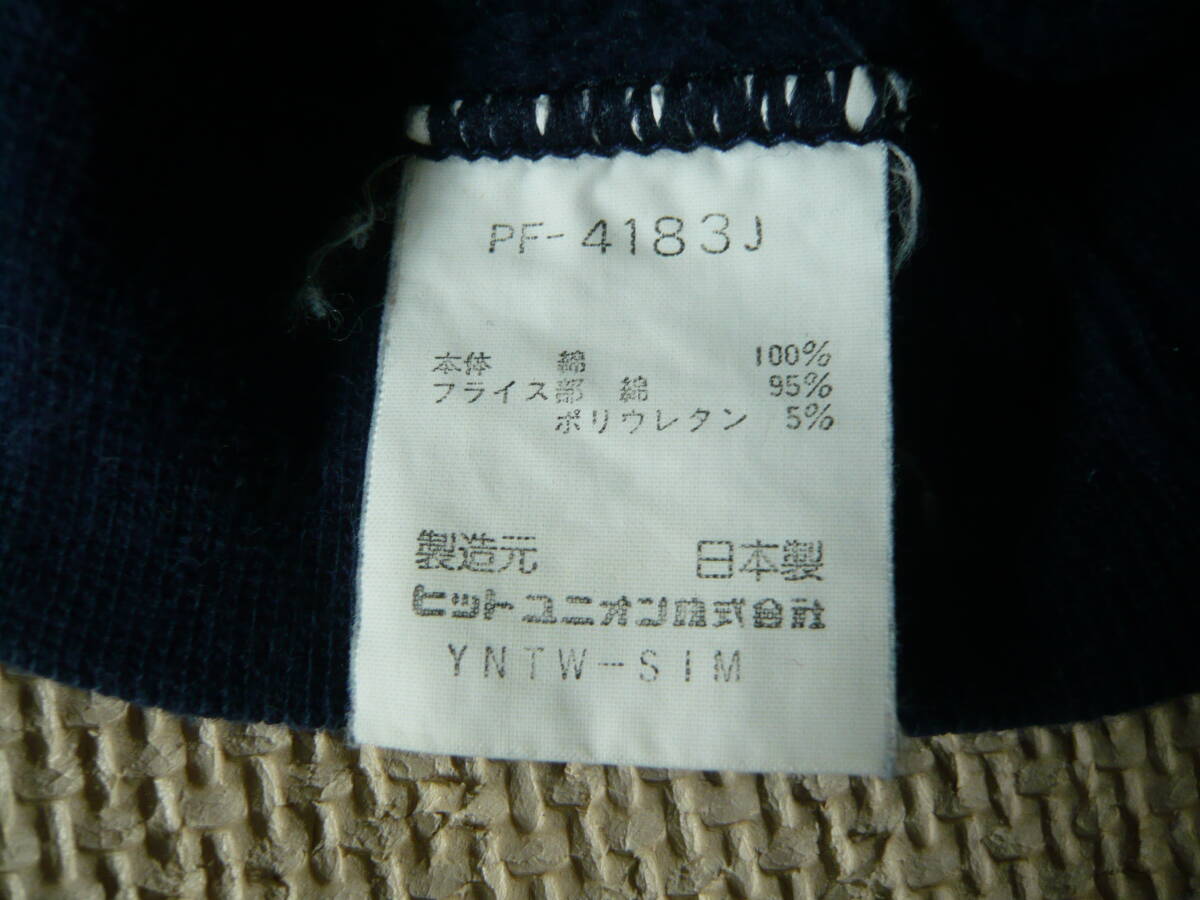 PF-4183J
本体 綿 100%
フライス部 綿 95%
ポリウレタン 5%
製造元 日本製
ヒットユニオン株式会社
YNTW-SIM